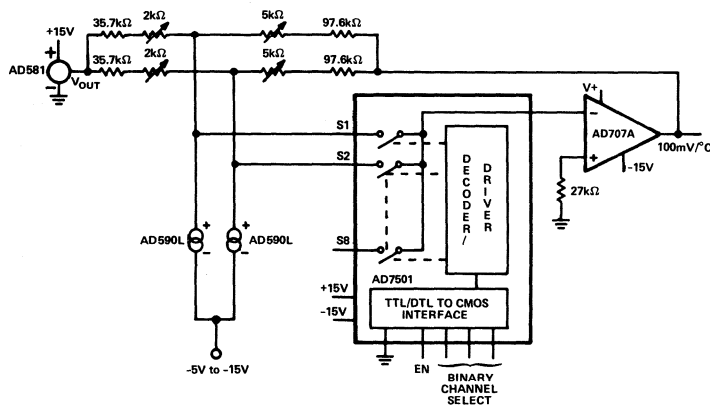 35.7kΩ 2kΩ 5kΩ 97.6kΩ
+15V
35.7kΩ 2kΩ 5kΩ 97.6kΩ
+
AD581
–
VOUT
V+
–
AD707A
+
–15V
100mV/°C
27kΩ
S1
S2
S8
DECODER/
DRIVER
+
AD590L
–
+
AD590L
–
AD7501
+15V
–15V
TTL/DTL TO CMOS
INTERFACE
–5V to –15V
EN
BINARY
CHANNEL
SELECT